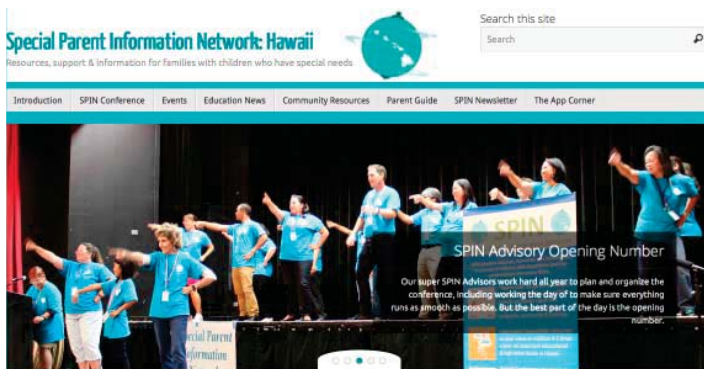 Search this site
Special Parent Information Network: Hawaii
Search
Resources, support & information for families with children who have special needs
Introduction SPIN Conference Events Education News Community Resources Parent Guide SPIN Newsletter The App Corner
SPIN
SPIN Advisory Opening Number
Our super SPIN Advisors work hard all year to plan and organize the
conference, including working the day of to make sure everything
runs as smooth as possible. But the best part of the day is the opening
number.
Special Parent
Information